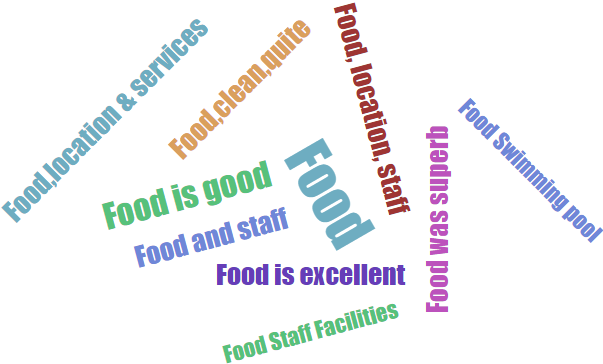 Food,location & services
Food,clean,quite
Food, location, staff
Food Swimming pool
Food is good
Food
Food was superb
Food and staff
Food is excellent
Food Staff Facilities